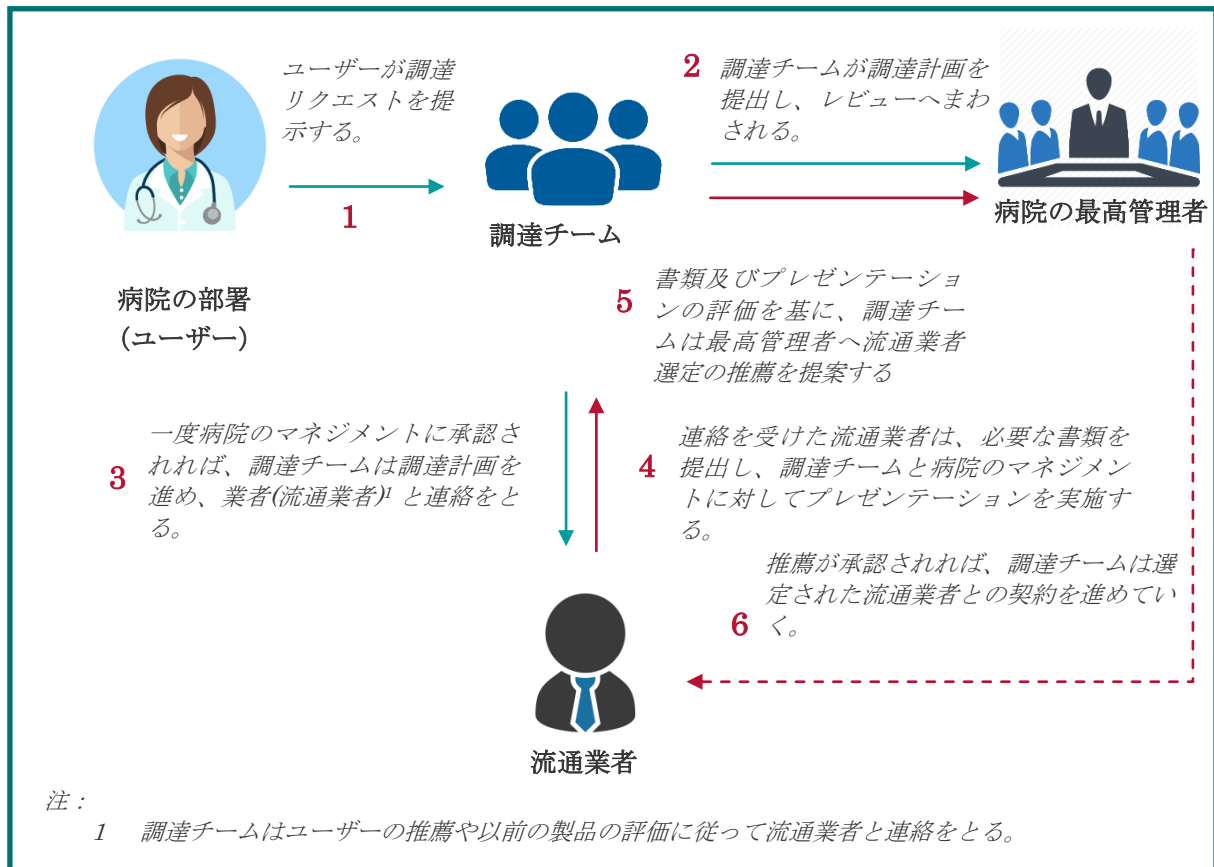 ユーザーが調達
リクエストを提
示する。
1
病院の部署
(ユーザー)
調達チーム
2 調達チームが調達計画を
提出し、レビューへまわ
される。
病院の最高管理者
3 一度病院のマネジメントに承認さ
れれば、調達チームは調達計画を
進め、業者(流通業者)1 と連絡をと
る。
5 書類及びプレゼンテーショ
ンの評価を基に、調達チー
ムは最高管理者へ流通業者
選定の推薦を提案する
4 連絡を受けた流通業者は、必要な書類を
提出し、調達チームと病院のマネジメン
トに対してプレゼンテーションを実施す
る。
推薦が承認されれば、調達チームは選
定された流通業者との契約を進めてい
6 く。
流通業者
注：
1 調達チームはユーザーの推薦や以前の製品の評価に従って流通業者と連絡をとる。